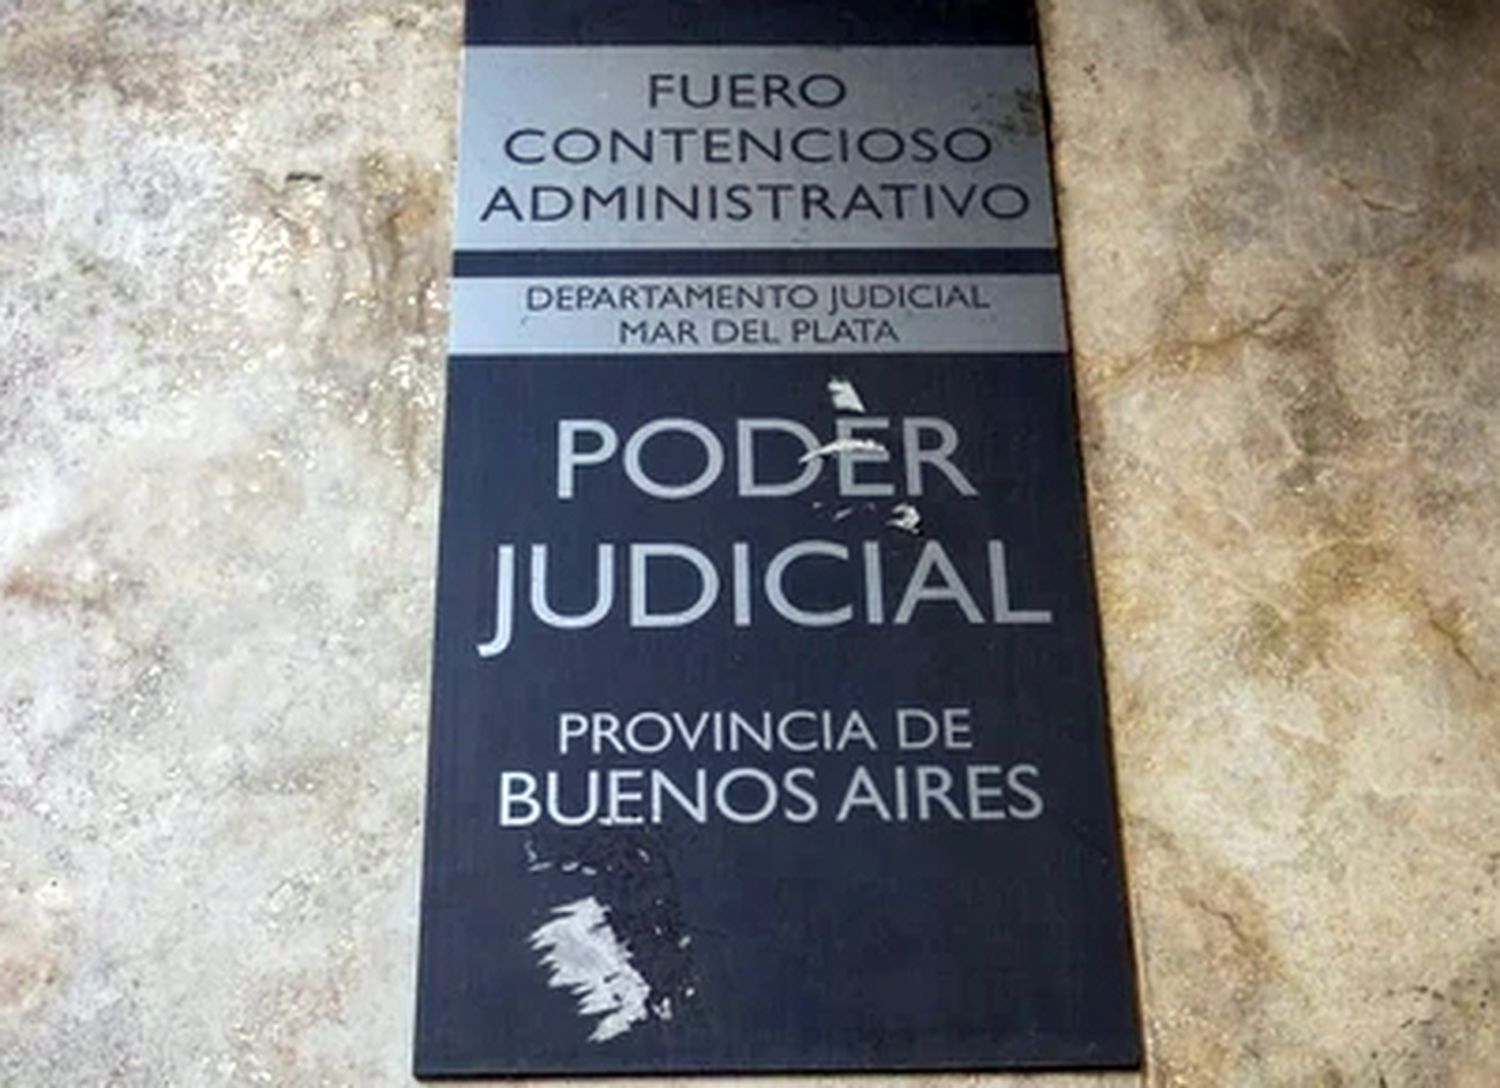 FUERO
CONTENCIOSO
ADMINISTRATIVO
DEPARTAMENTO JUDICIAL
MAR DEL PLATA
PODER
JUDICIAL
PROVINCIA DE
BUENOS AIRES